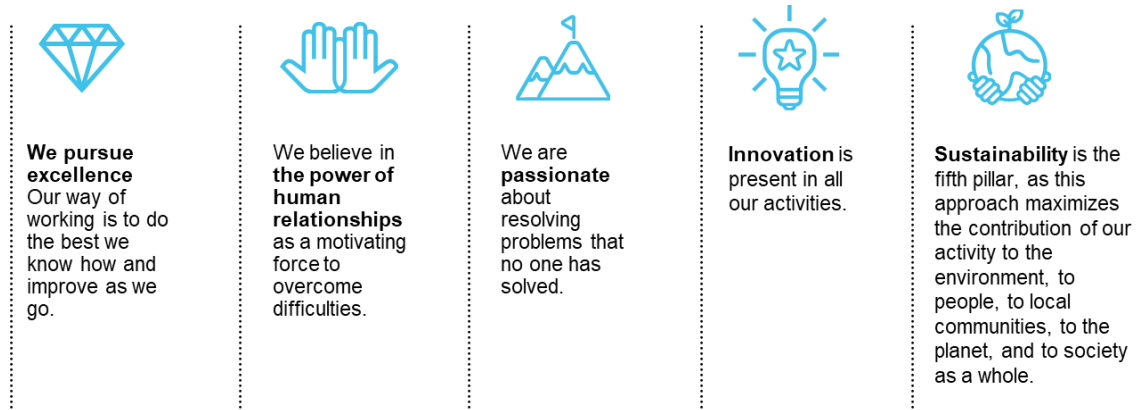 We pursue
excellence
Our way of
working is to do
the best we
know how and
improve as we
go.
We believe in
the power of
human
relationships
as a motivating
force to
overcome
difficulties.
We are
passionate
about
resolving
problems that
no one has
solved.
Innovation is
present in all
our activities.
Sustainability is the
fifth pillar, as this
approach maximizes
the contribution of our
activity to the
environment, to
people, to local
communities, to the
planet, and to society
as a whole.